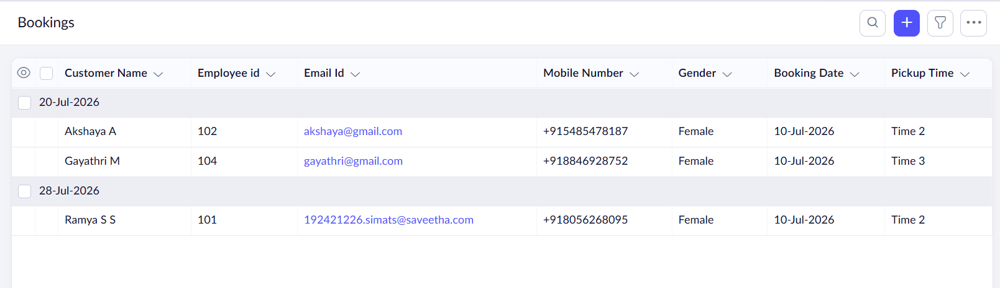 Bookings
Customer Name Employee id Email Id Mobile Number Gender Booking Date Pickup Time
20-Jul-2026
Akshaya A 102 akshaya@gmail.com +915485478187 Female 10-Jul-2026 Time 2
Gayathri M 104 gayathri@gmail.com +918846928752 Female 10-Jul-2026 Time 3
28-Jul-2026
Ramya S S 101 192421226.simats@saveetha.com +918056268095 Female 10-Jul-2026 Time 2